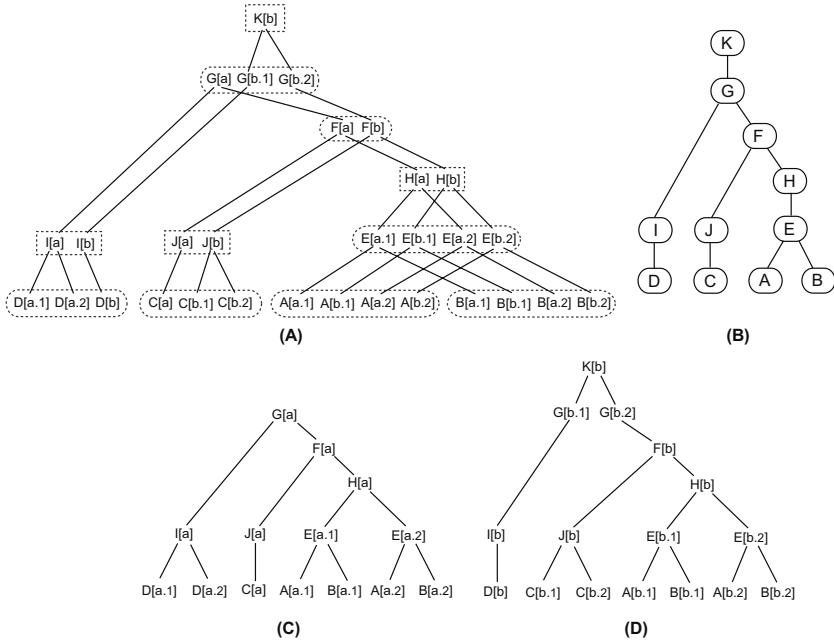 K[b]
G[a] G[b.1] G[b.2]
F[a] F[b]
H[a] H[b]
I[a] I[b]
J[a] J[b]
E[a.1] E[b.1] E[a.2] E[b.2]
D[a.1] D[a.2] D[b]
C[a] C[b.1] C[b.2]
A[a.1] A[b.1] A[a.2] A[b.2]
B[a.1] B[b.1] B[a.2] B[b.2]
(A)
K
G
F
H
I J E
D C A B
(B)
G[a]
F[a]
H[a]
I[a] J[a] E[a.1] E[a.2]
D[a.1] D[a.2] C[a] A[a.1] B[a.1] A[a.2] B[a.2]
(C)
K[b]
G[b.1] G[b.2]
F[b]
H[b]
I[b] J[b] E[b.1] E[b.2]
D[b] C[b.1] C[b.2] A[b.1] B[b.1] A[b.2] B[b.2]
(D)